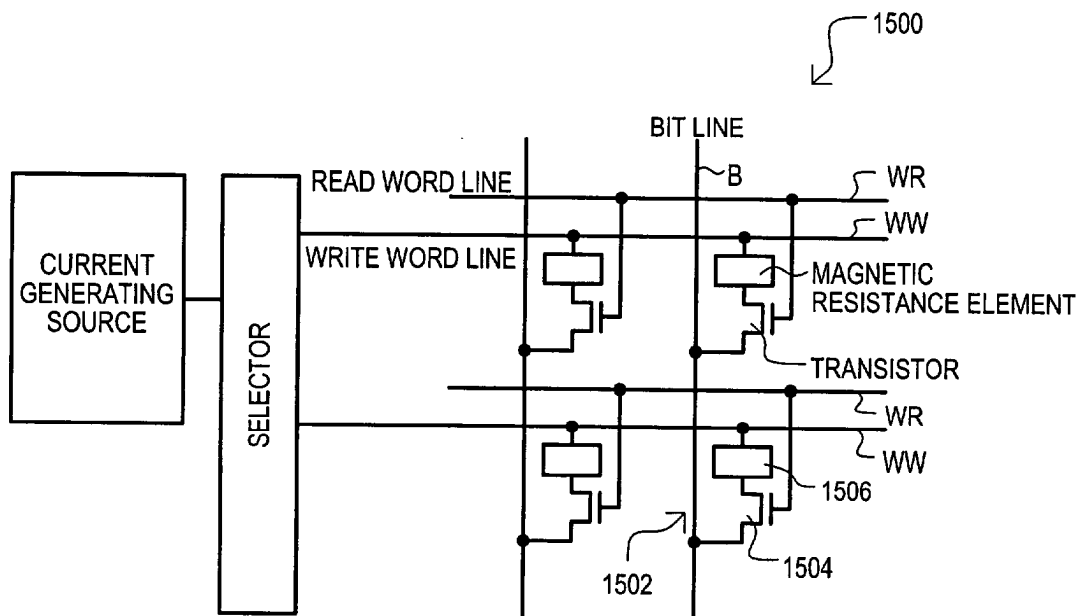 1500
BIT LINE
B
READ WORD LINE
WR
WW
WRITE WORD LINE
CURRENT
GENERATING
SOURCE
SELECTOR
MAGNETIC
RESISTANCE ELEMENT
TRANSISTOR
WR
WW
1506
1502
1504